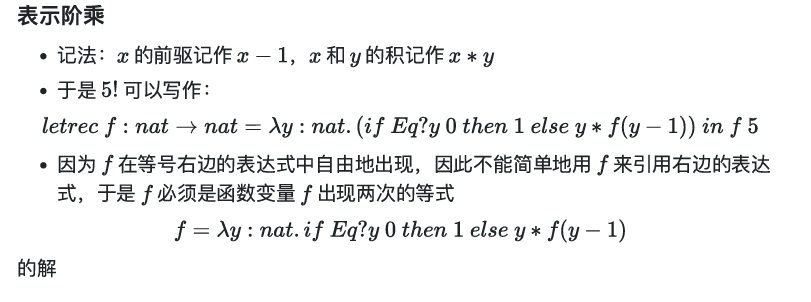 表示阶乘
• 记法：x 的前驱记作 x − 1，x 和 y 的积记作 x ∗ y
• 于是 5! 可以写作：
letrec f : nat → nat = λy : nat. (if Eq?y 0 then 1 else y ∗ f(y − 1)) in f 5
• 因为 f 在等号右边的表达式中自由地出现，因此不能简单地用 f 来引用右边的表达
式，于是 f 必须是函数变量 f 出现两次的等式
f = λy : nat. if Eq?y 0 then 1 else y ∗ f(y − 1)
的解